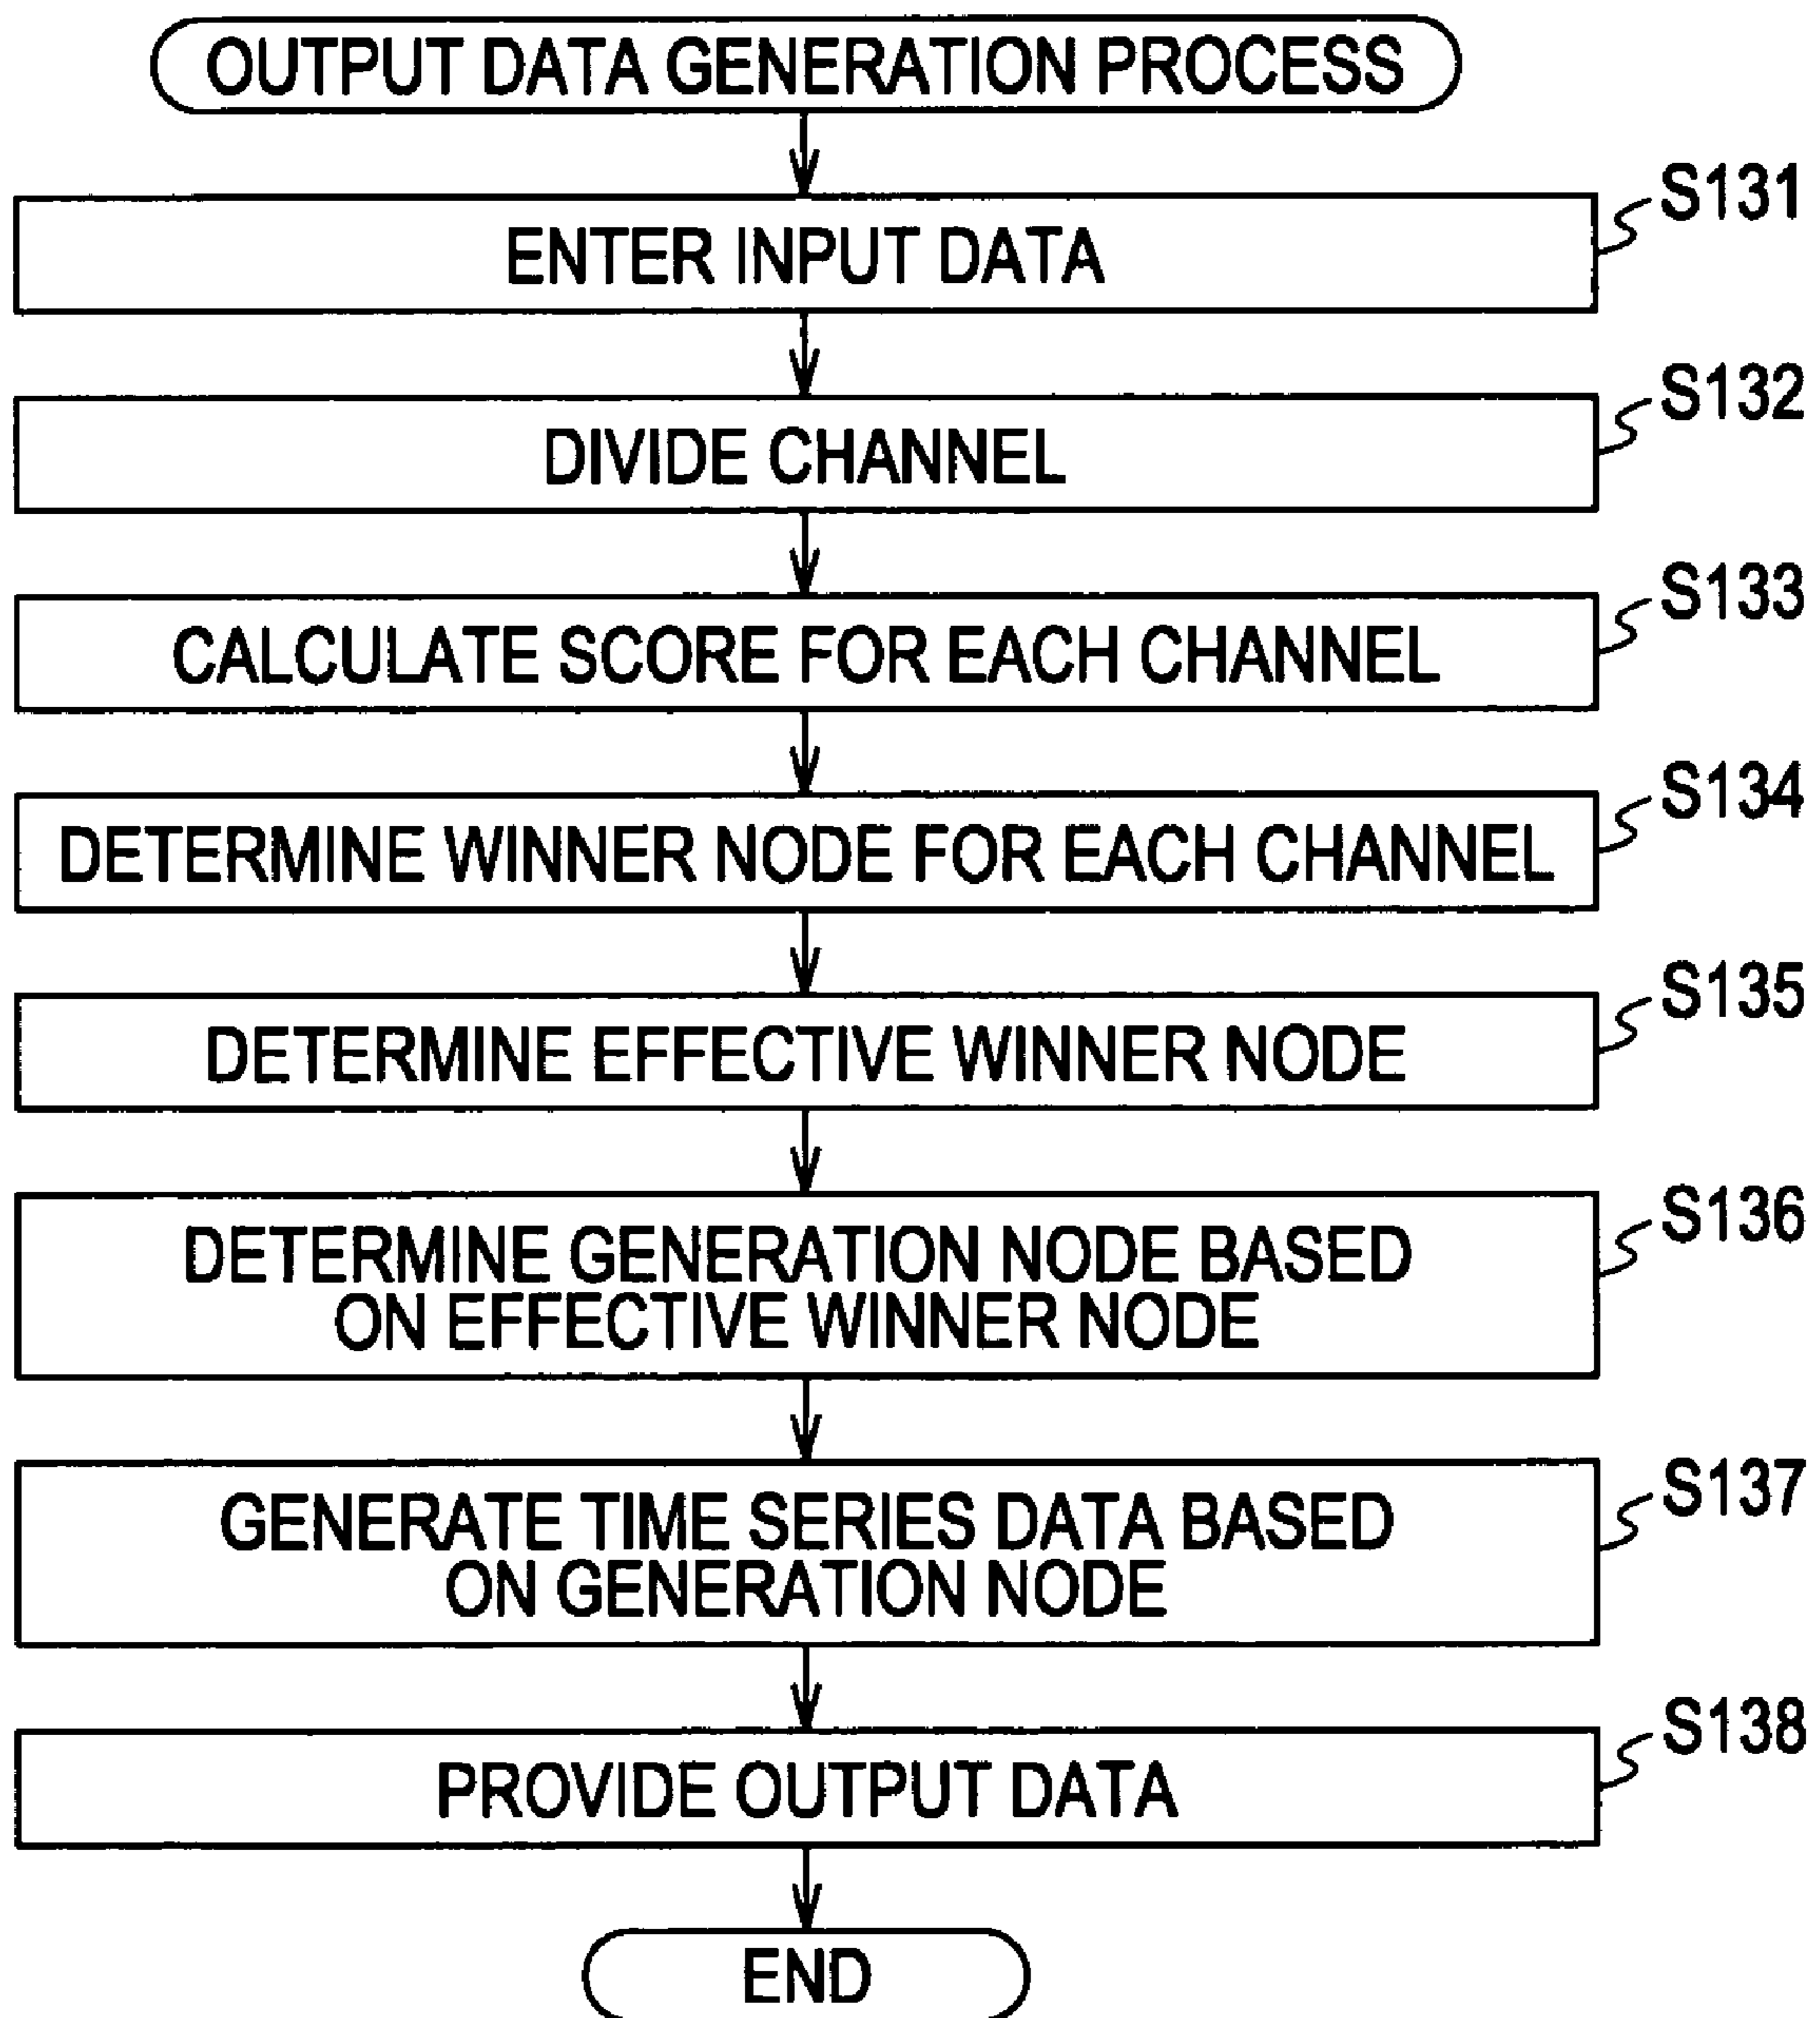 OUTPUT DATA GENERATION PROCESS
S131
ENTER INPUT DATA
S132
DIVIDE CHANNEL
S133
CALCULATE SCORE FOR EACH CHANNEL
S134
DETERMINE WINNER NODE FOR EACH CHANNEL
S135
DETERMINE EFFECTIVE WINNER NODE
S136
DETERMINE GENERATION NODE BASED
ON EFFECTIVE WINNER NODE
S137
GENERATE TIME SERIES DATA BASED
ON GENERATION NODE
S138
PROVIDE OUTPUT DATA
END